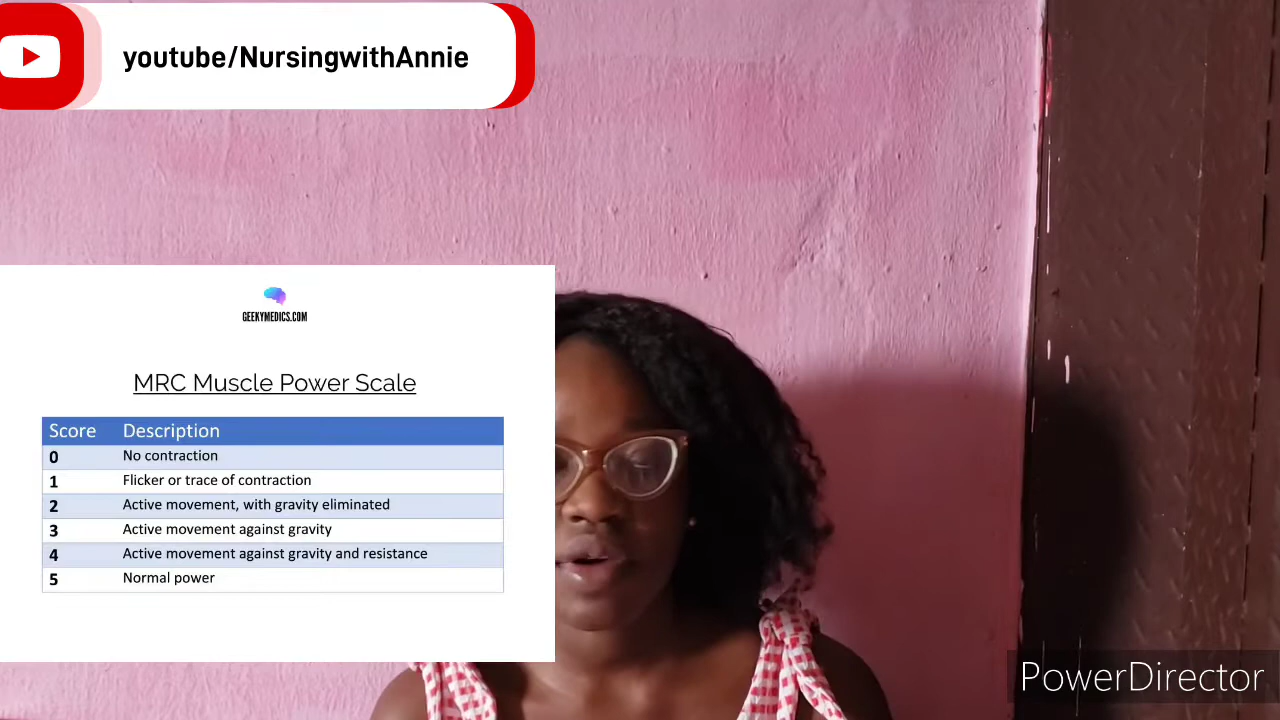 youtube/NursingwithAnnie
GEEKYMEDICS.COM
MRC Muscle Power Scale
Score Description
0 No contraction
1 Flicker or trace of contraction
2 Active movement, with gravity eliminated
3 Active movement against gravity
4 Active movement against gravity and resistance
5 Normal power
PowerDirector